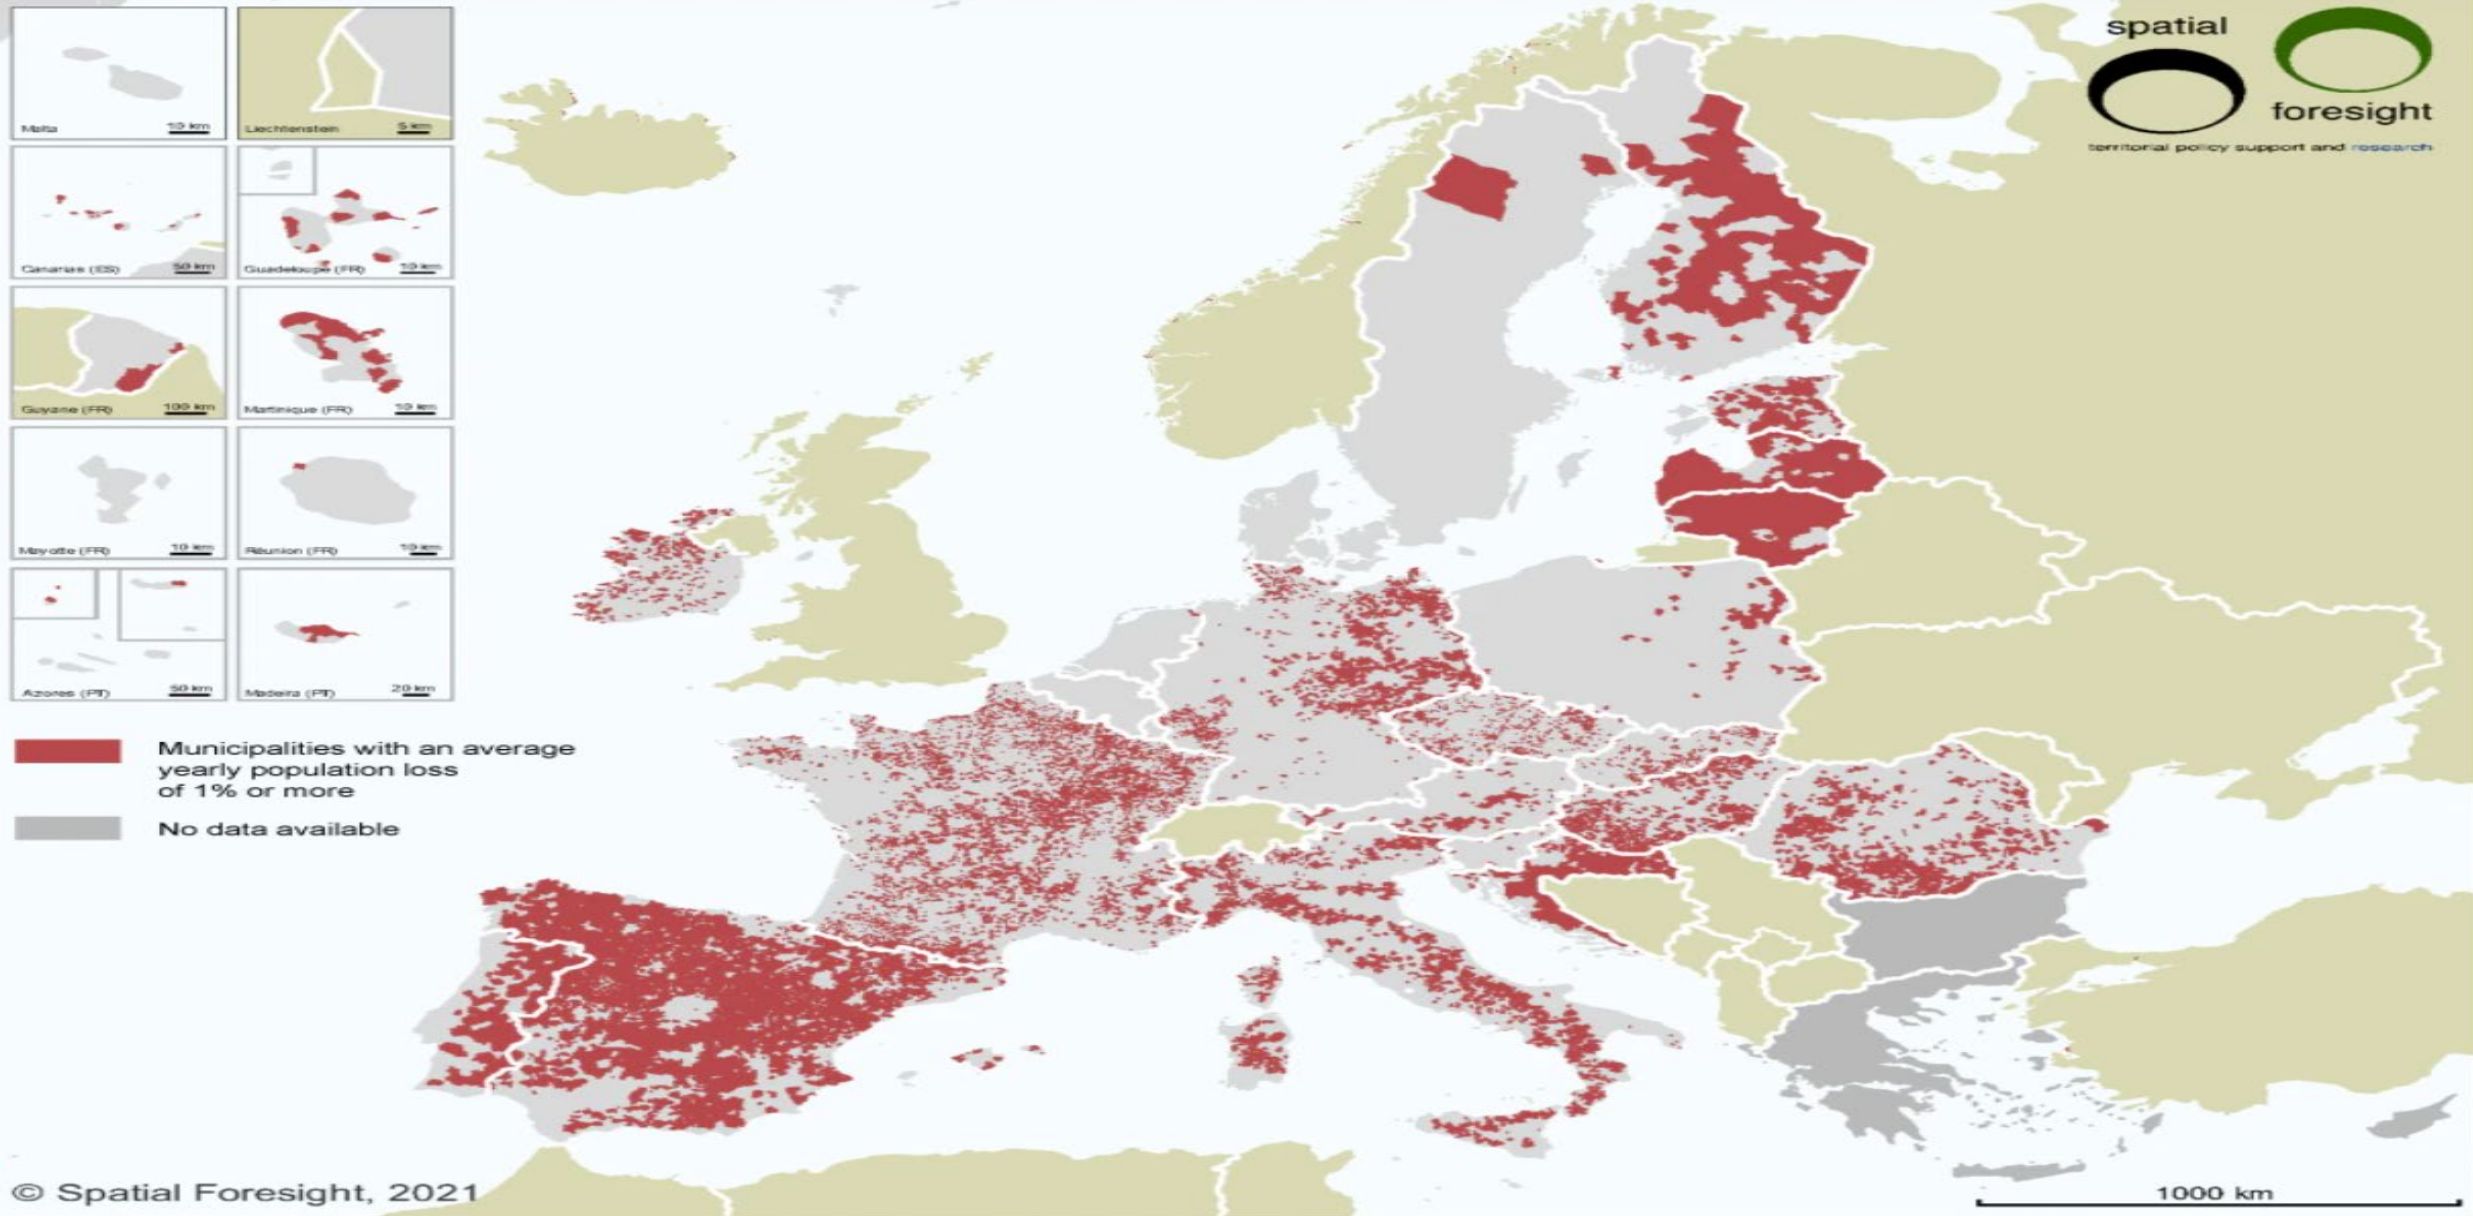 spatial
foresight
territorial policy support and research
Malta
10 km
Liechtenstein
5 km
Canarias (ES)
50 km
Guadeloupe (FR)
10 km
Guyane (FR)
100 km
Martinique (FR)
10 km
Mayotte (FR)
10 km
Réunion (FR)
10 km
Azores (PT)
50 km
Madeira (PT)
20 km
Municipalities with an average
yearly population loss
of 1% or more
No data available
© Spatial Foresight, 2021
1000 km